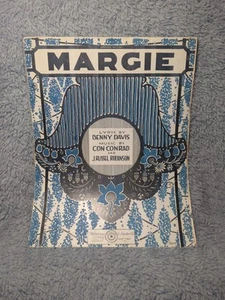 MARGIE
LYRIC BY
BENNY DAVIS
MUSIC BY
CON CONRAD
AND
J. RUSSEL ROBINSON